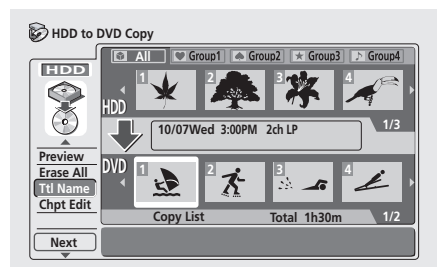 HDD to DVD Copy
All Group1 Group2 Group3 Group4
HDD
HDD
1 2 3 4
1/3
10/07Wed 3:00PM 2ch LP
DVD
1 2 3 4
Preview
Erase All
Ttl Name
Chpt Edit
Copy List Total 1h30m 1/2
Next